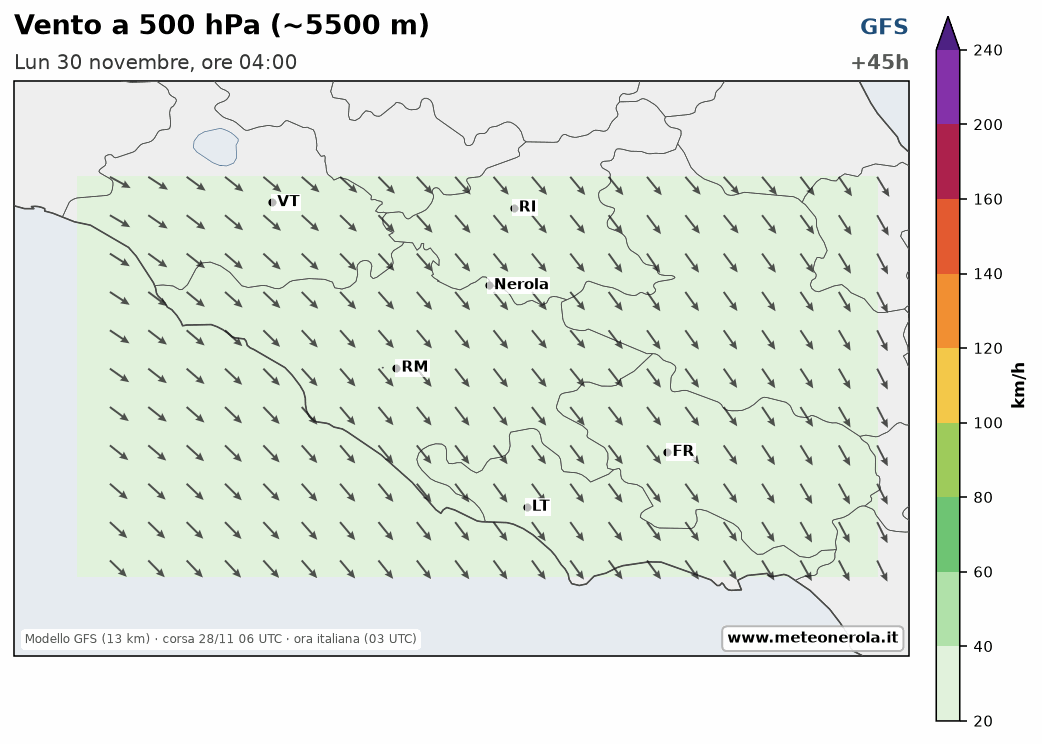 Vento a 500 hPa (~5500 m)
GFS
Lun 30 novembre, ore 04:00
+45h
VT
RI
Nerola
RM
FR
LT
Modello GFS (13 km) · corsa 28/11 06 UTC · ora italiana (03 UTC)
www.meteonerola.it
240
200
160
140
120
100
80
60
40
20
km/h